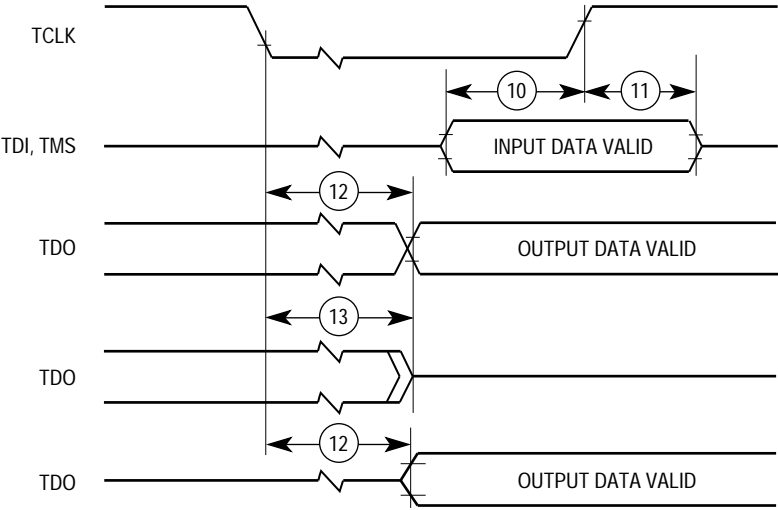 TCLK
10
11
TDI, TMS
INPUT DATA VALID
12
TDO
OUTPUT DATA VALID
13
TDO
12
TDO
OUTPUT DATA VALID